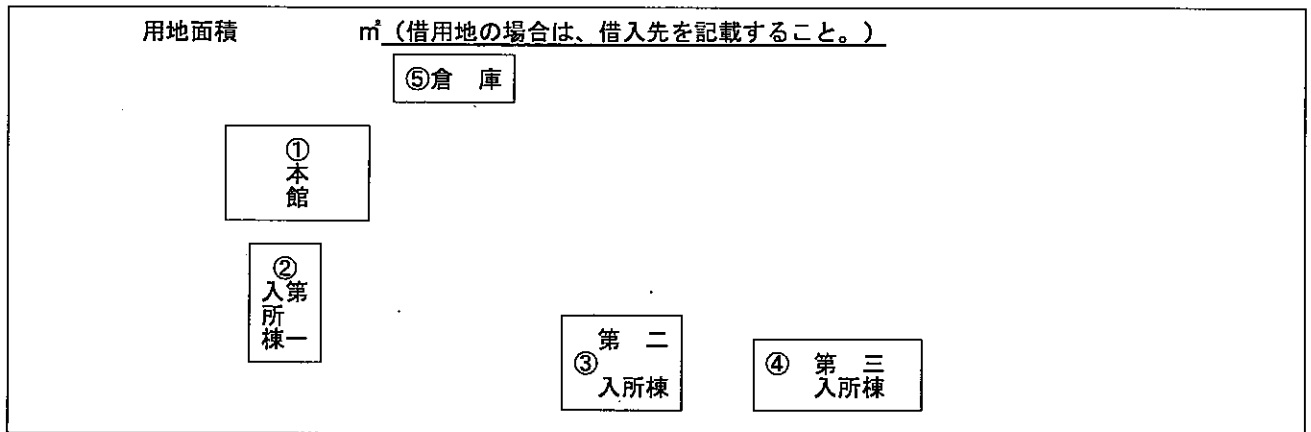 用地面積　　　　　㎡（借用地の場合は、借入先を記載すること。）
⑤倉　庫
①本館
②第一入所棟
③第　二
入所棟
④　第　三
入所棟